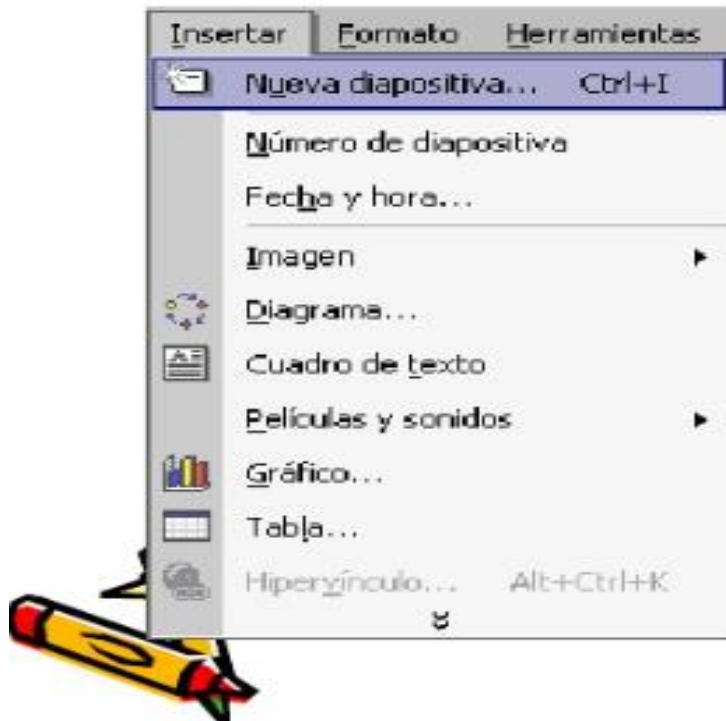 Insertar Formato Herramientas
Nueva diapositiva... Ctrl+I
Número de diapositiva
Fecha y hora...
Imagen
Diagrama...
Cuadro de texto
Películas y sonidos
Gráfico...
Tabla...
Hipervínculo... Alt+Ctrl+K